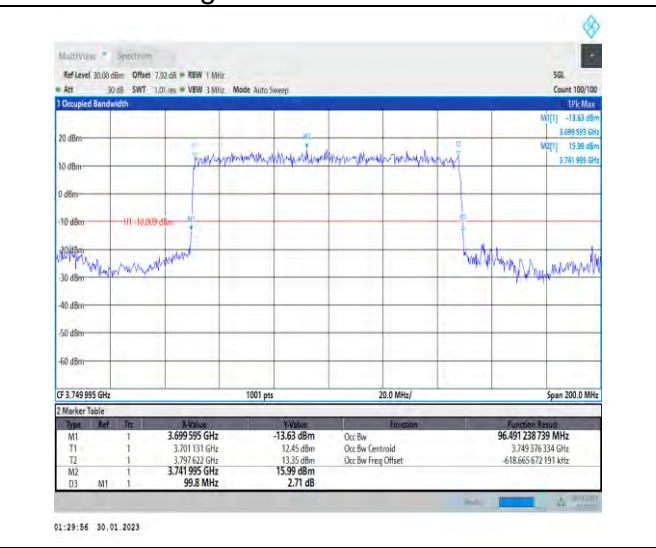 MultiView Spectrum
Ref Level 30.00 dBm Offset 7.92 dB RBW 1 MHz SGL
Att 30 dB SWT 1.01 ms VBW 3 MHz Mode Auto Sweep Count 100/100
1 Occupied Bandwidth 1Pk Max
M1[1] -13.63 dBm
3.699 595 GHz
20 dBm
M2[1] 15.99 dBm
3.741 995 GHz
10 dBm
0 dBm
-10 dBm H1 -10.009 dBm
M1
-20 dBm
-30 dBm
-40 dBm
-50 dBm
-60 dBm
CF 3.749 995 GHz 1001 pts 20.0 MHz/ Span 200.0 MHz
2 Marker Table
Type Ref Trc X-Value Y-Value Function Function Result
M1 1 3.699 595 GHz -13.63 dBm Occ Bw 96.491 238 739 MHz
T1 1 3.701 131 GHz 12.45 dBm Occ Bw Centroid 3.749 376 334 GHz
T2 1 3.797 622 GHz 13.35 dBm Occ Bw Freq Offset -618.665 672 191 kHz
M2 1 3.741 995 GHz 15.99 dBm
D3 M1 1 99.8 MHz 2.71 dB
01:29:56 30.01.2023